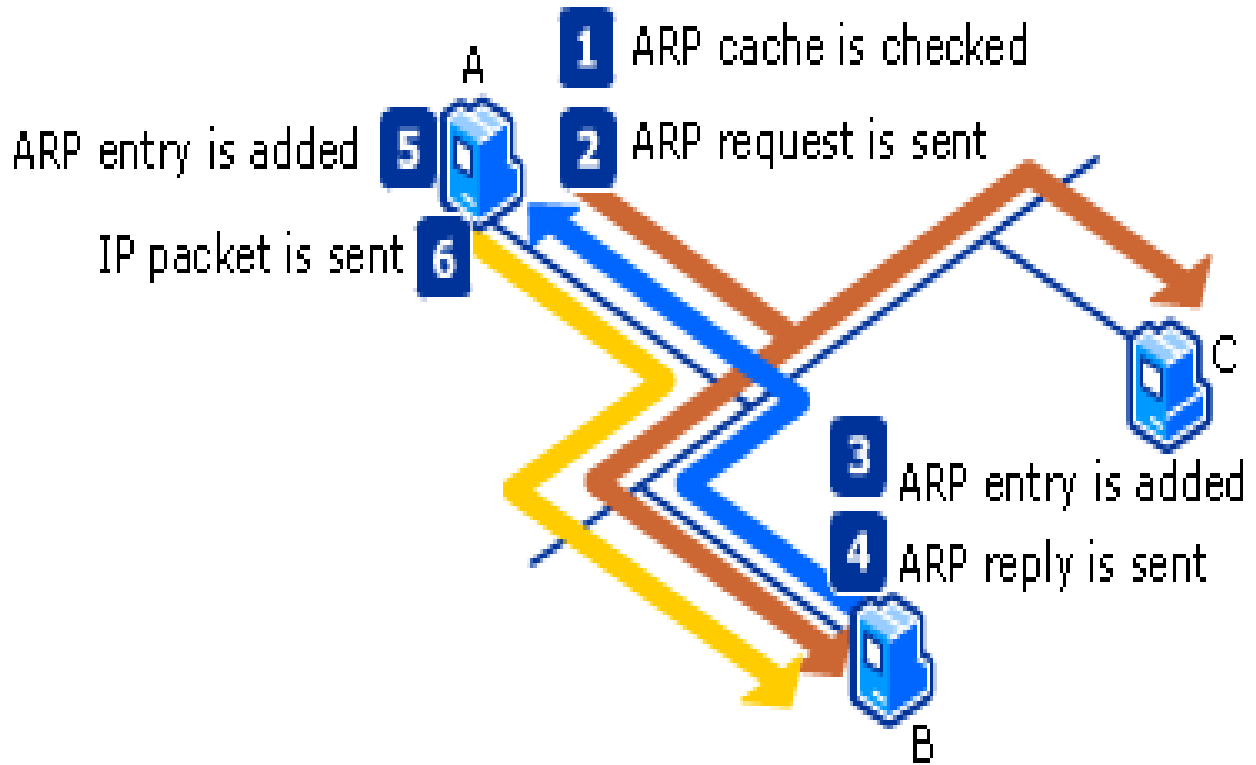 A
1 ARP cache is checked
2 ARP request is sent
ARP entry is added 5
IP packet is sent 6
C
3 ARP entry is added
4 ARP reply is sent
B